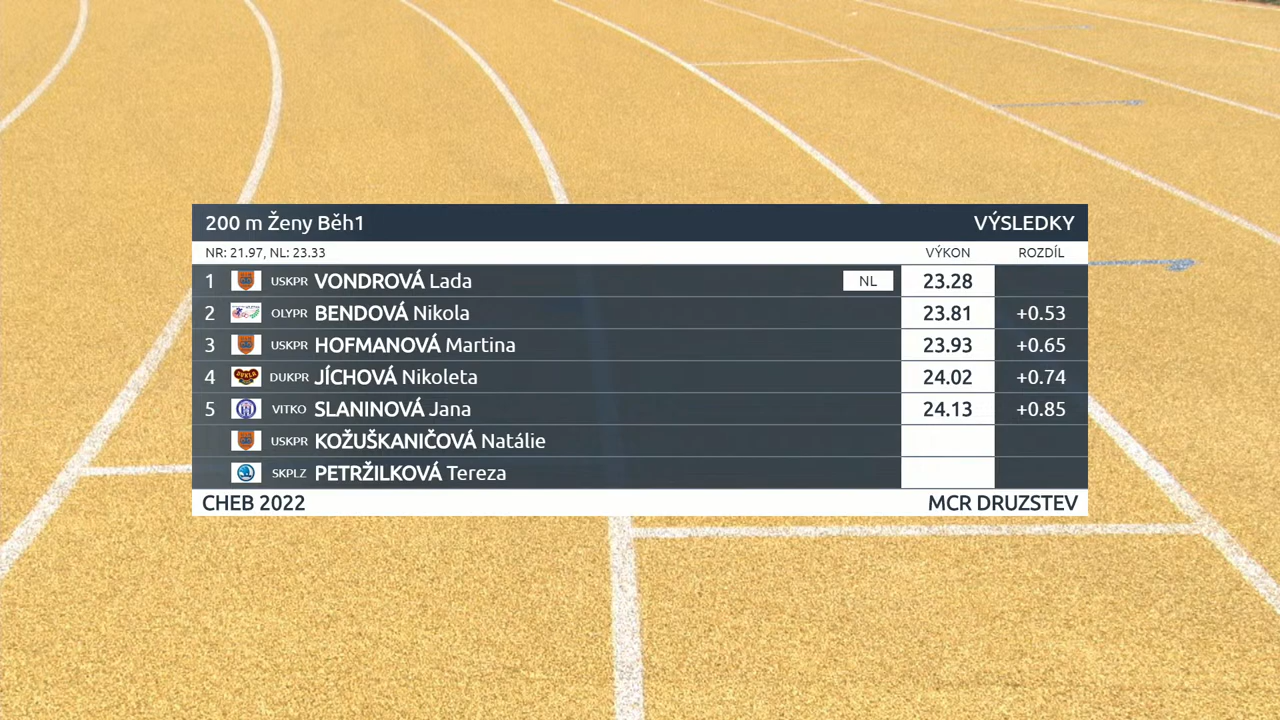 200 m Ženy Běh1 VÝSLEDKY
NR: 21.97, NL: 23.33 VÝKON ROZDÍL
1 USKPR VONDROVÁ Lada NL 23.28
2 OLYPR BENDOVÁ Nikola 23.81 +0.53
3 USKPR HOFMANOVÁ Martina 23.93 +0.65
4 DUKPR JÍCHOVÁ Nikoleta 24.02 +0.74
5 VITKO SLANINOVÁ Jana 24.13 +0.85
USKPR KOŽUŠKANIČOVÁ Natálie
SKPLZ PETRŽILKOVÁ Tereza
CHEB 2022 MCR DRUZSTEV